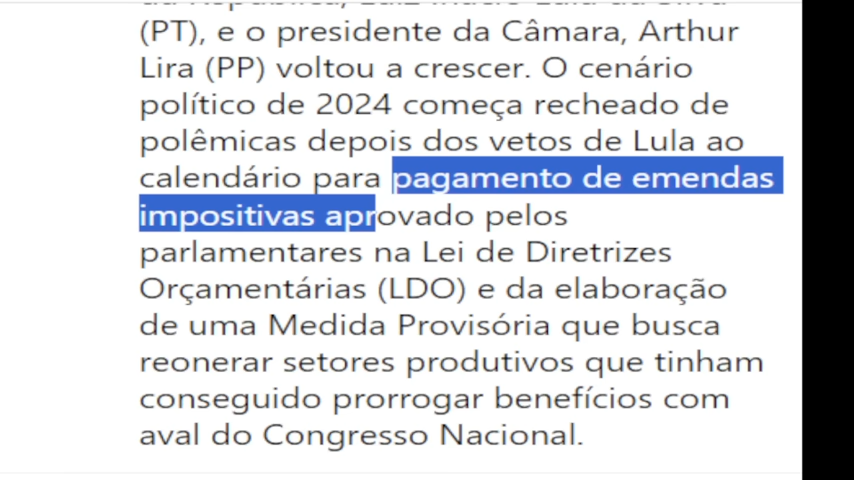 (PT), e o presidente da Câmara, Arthur
Lira (PP) voltou a crescer. O cenário
político de 2024 começa recheado de
polêmicas depois dos vetos de Lula ao
calendário para pagamento de emendas
impositivas aprovado pelos
parlamentares na Lei de Diretrizes
Orçamentárias (LDO) e da elaboração
de uma Medida Provisória que busca
reonerar setores produtivos que tinham
conseguido prorrogar benefícios com
aval do Congresso Nacional.